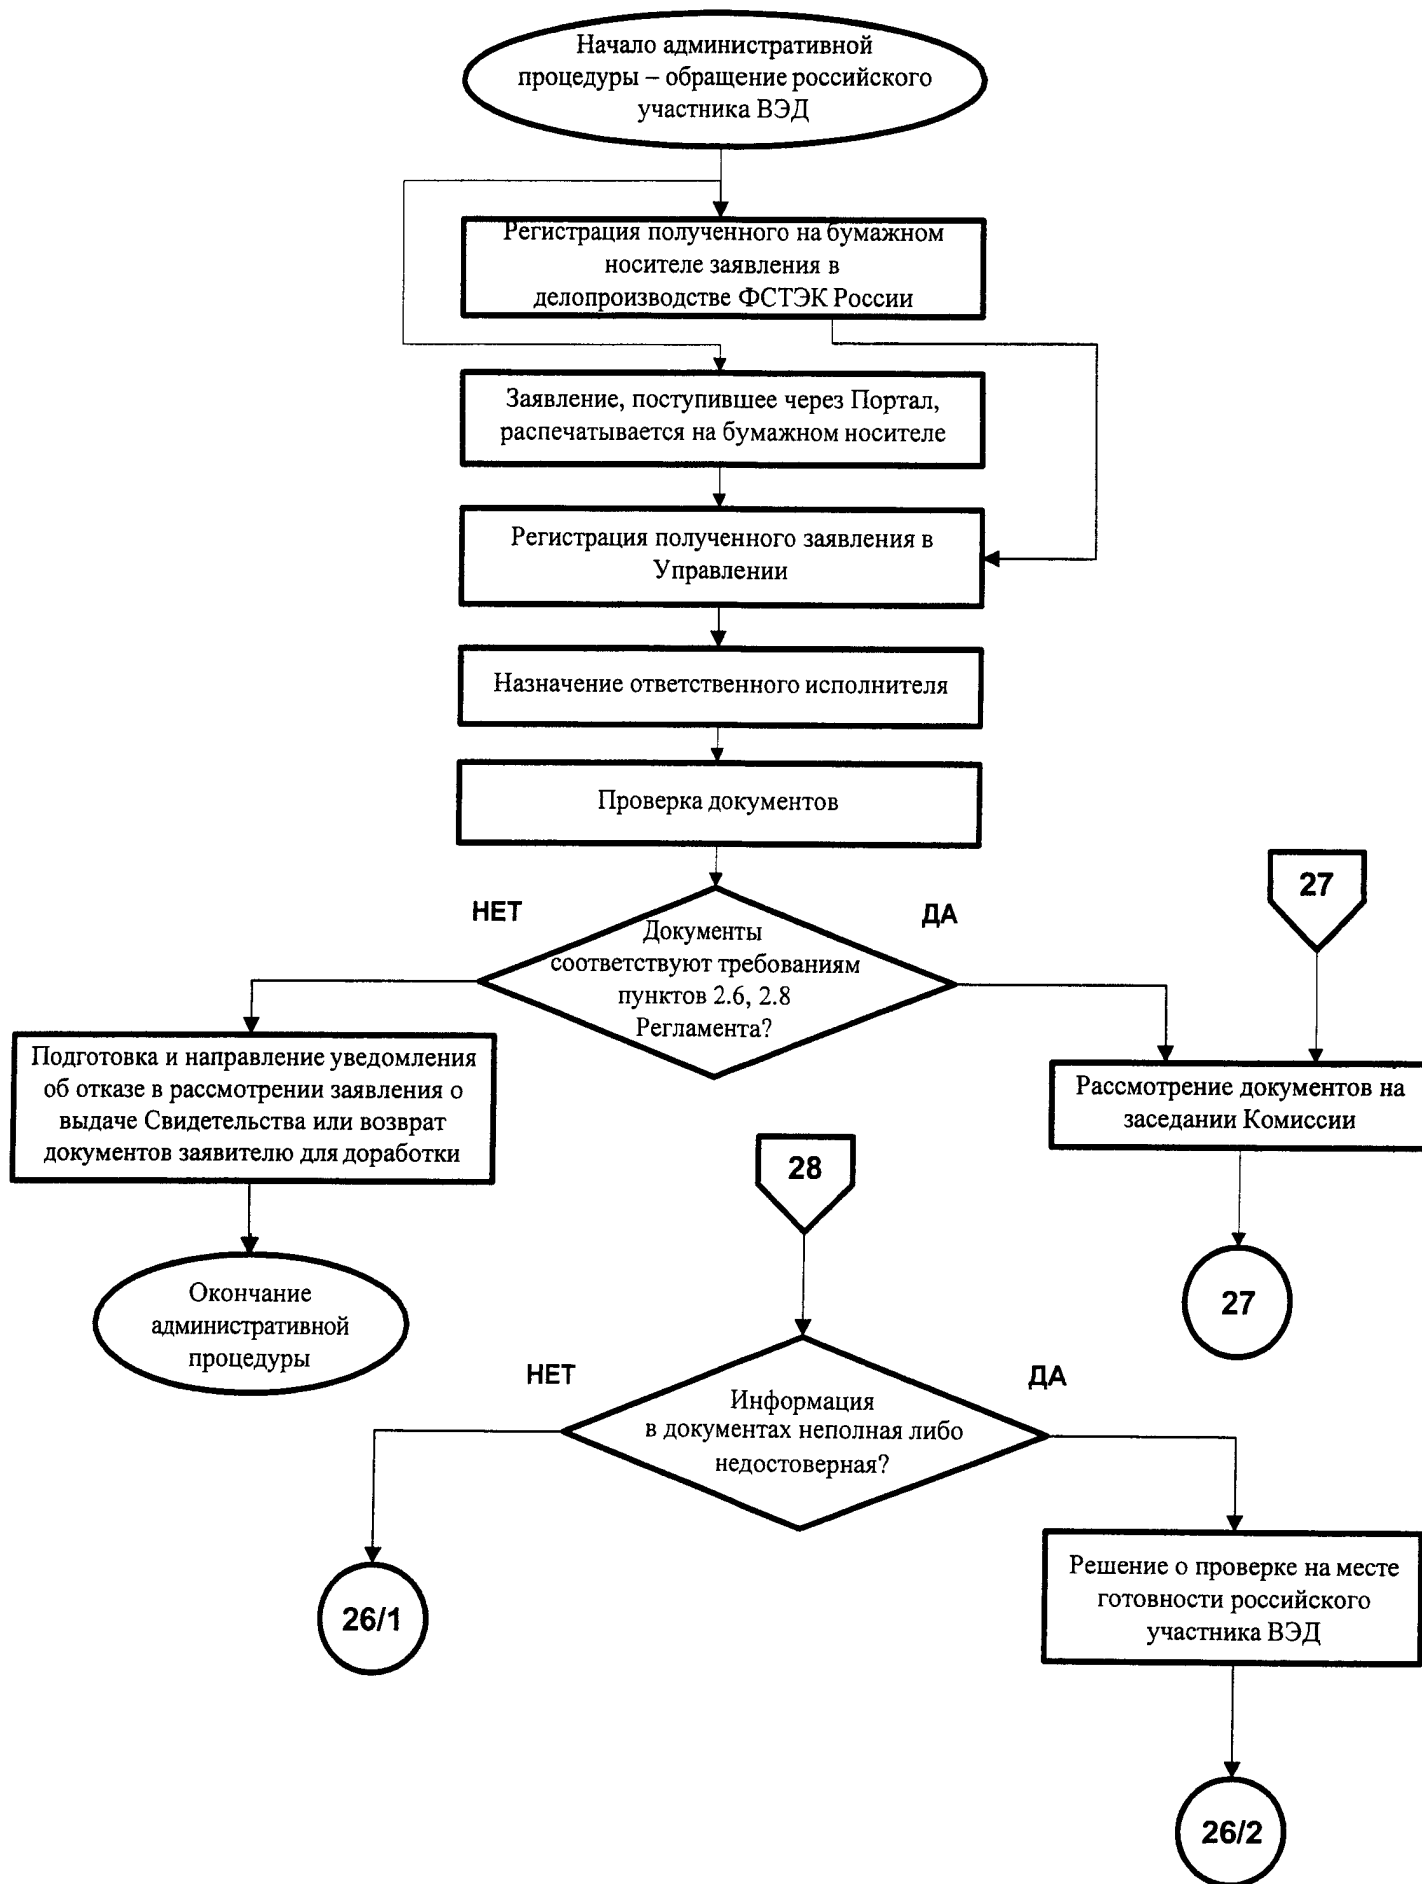 Начало административной
процедуры – обращение российского
участника ВЭД
Регистрация полученного на бумажном
носителе заявления в
делопроизводстве ФСТЭК России
Заявление, поступившее через Портал,
распечатывается на бумажном носителе
Регистрация полученного заявления в
Управлении
Назначение ответственного исполнителя
Проверка документов
27
НЕТ
ДА
Документы
соответствуют требованиям
пунктов 2.6, 2.8
Регламента?
Подготовка и направление уведомления
об отказе в рассмотрении заявления о
выдаче Свидетельства или возврат
документов заявителю для доработки
Рассмотрение документов на
заседании Комиссии
28
27
Окончание
административной
процедуры
НЕТ
ДА
Информация
в документах неполная либо
недостоверная?
26/1
Решение о проверке на месте
готовности российского
участника ВЭД
26/2